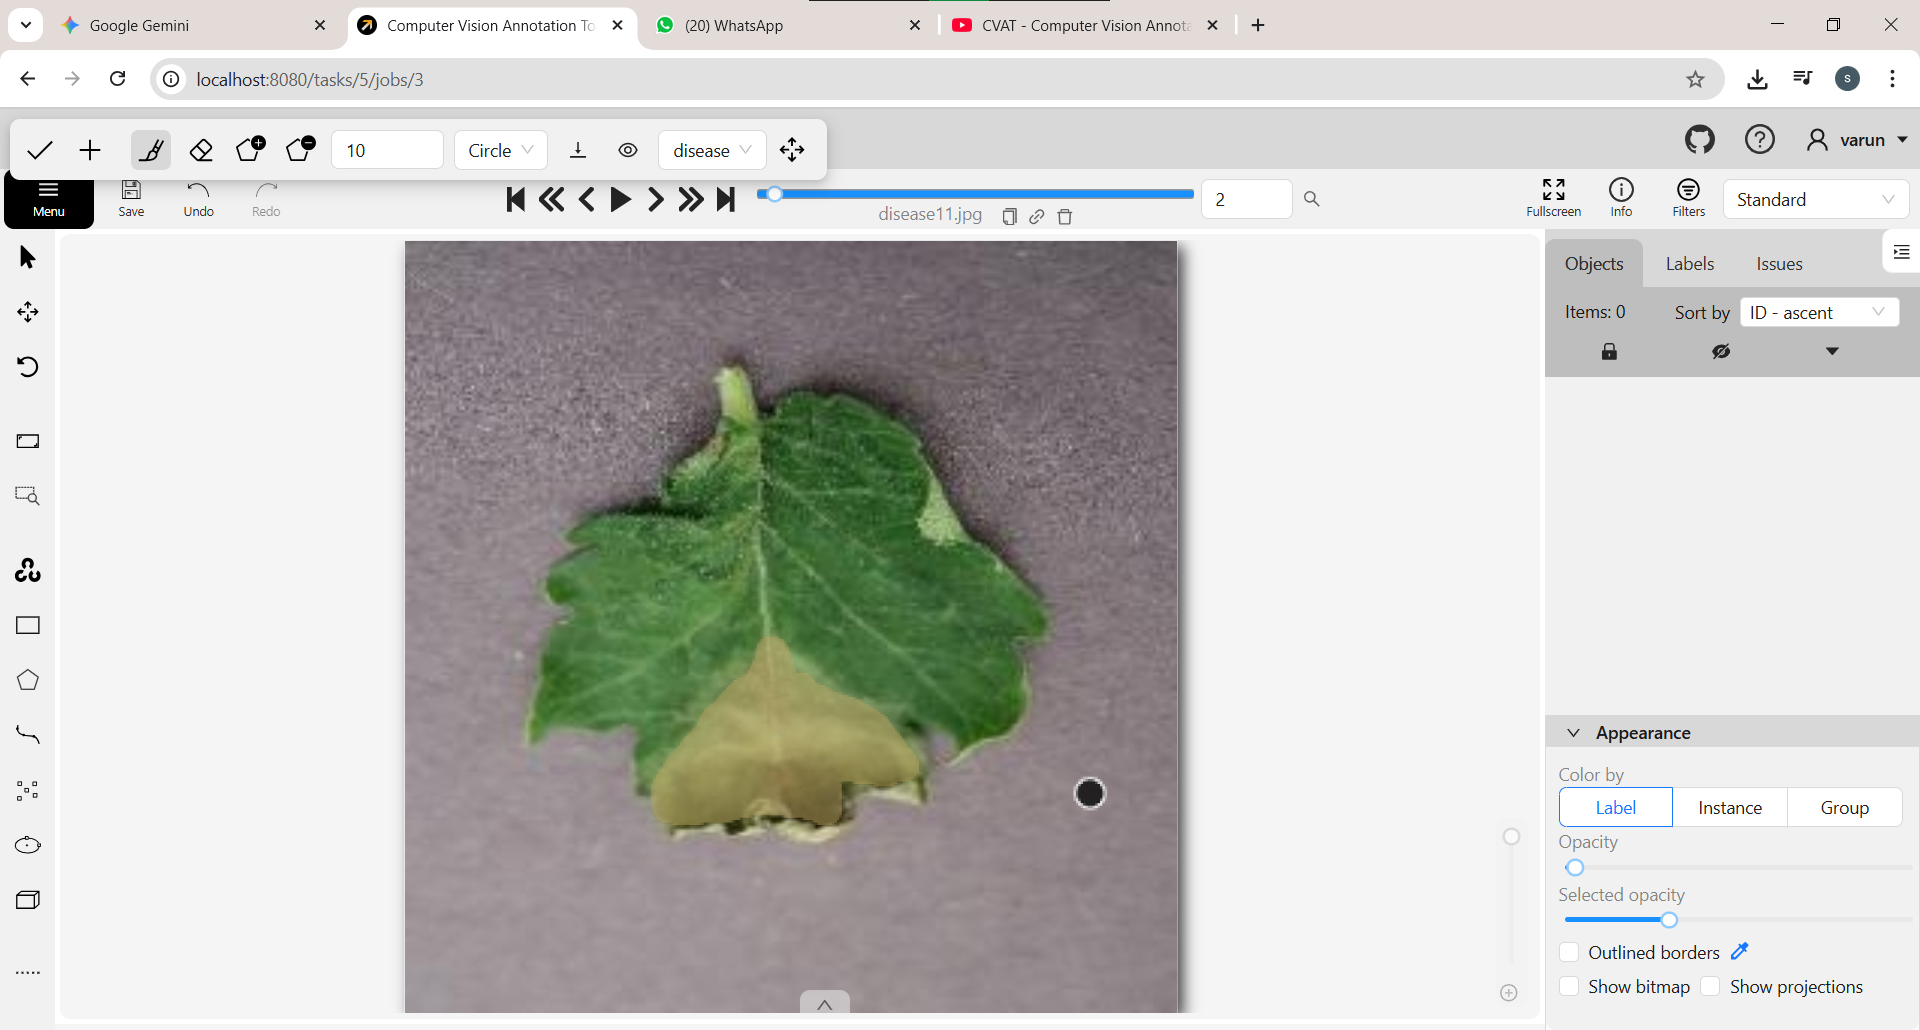 Google Gemini
Computer Vision Annotation To
(20) WhatsApp
CVAT - Computer Vision Annota
localhost:8080/tasks/5/jobs/3
S
10
Circle
disease
varun
Menu
Save
Undo
Redo
disease11.jpg
2
Fullscreen
Info
Filters
Standard
Objects
Labels
Issues
Items: 0
Sort by
ID - ascent
Appearance
Color by
Label
Instance
Group
Opacity
Selected opacity
Outlined borders
Show bitmap
Show projections